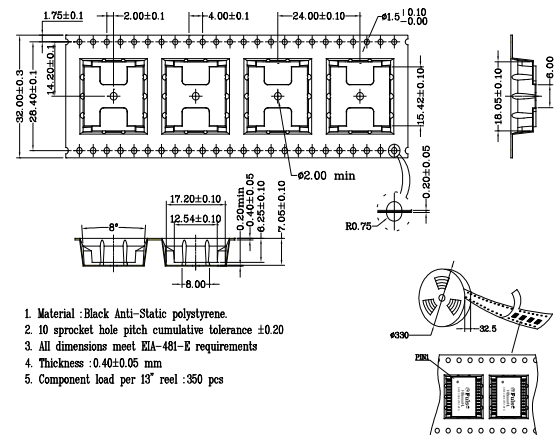 1.75±0.1
2.00±0.1
4.00±0.1
24.00±0.10
ø1.5 +0.10 -0.00
32.00±0.3
28.40±0.1
14.20±0.1
15.42±0.10
18.05±0.10
6.00
ø2.00 min
0.20±0.05
R0.75
17.20±0.10
12.54±0.10
8°
0.20min
0.40±0.05
6.25±0.10
7.05±0.10
8.00
1. Material :Black Anti-Static polystyrene.
2. 10 sprocket hole pitch cumulative tolerance ±0.20
3. All dimensions meet EIA-481-E requirements
4. Thickness :0.40±0.05 mm
5. Component load per 13" reel :350 pcs
ø330
32.5
PIN1
Pulse
Pulse